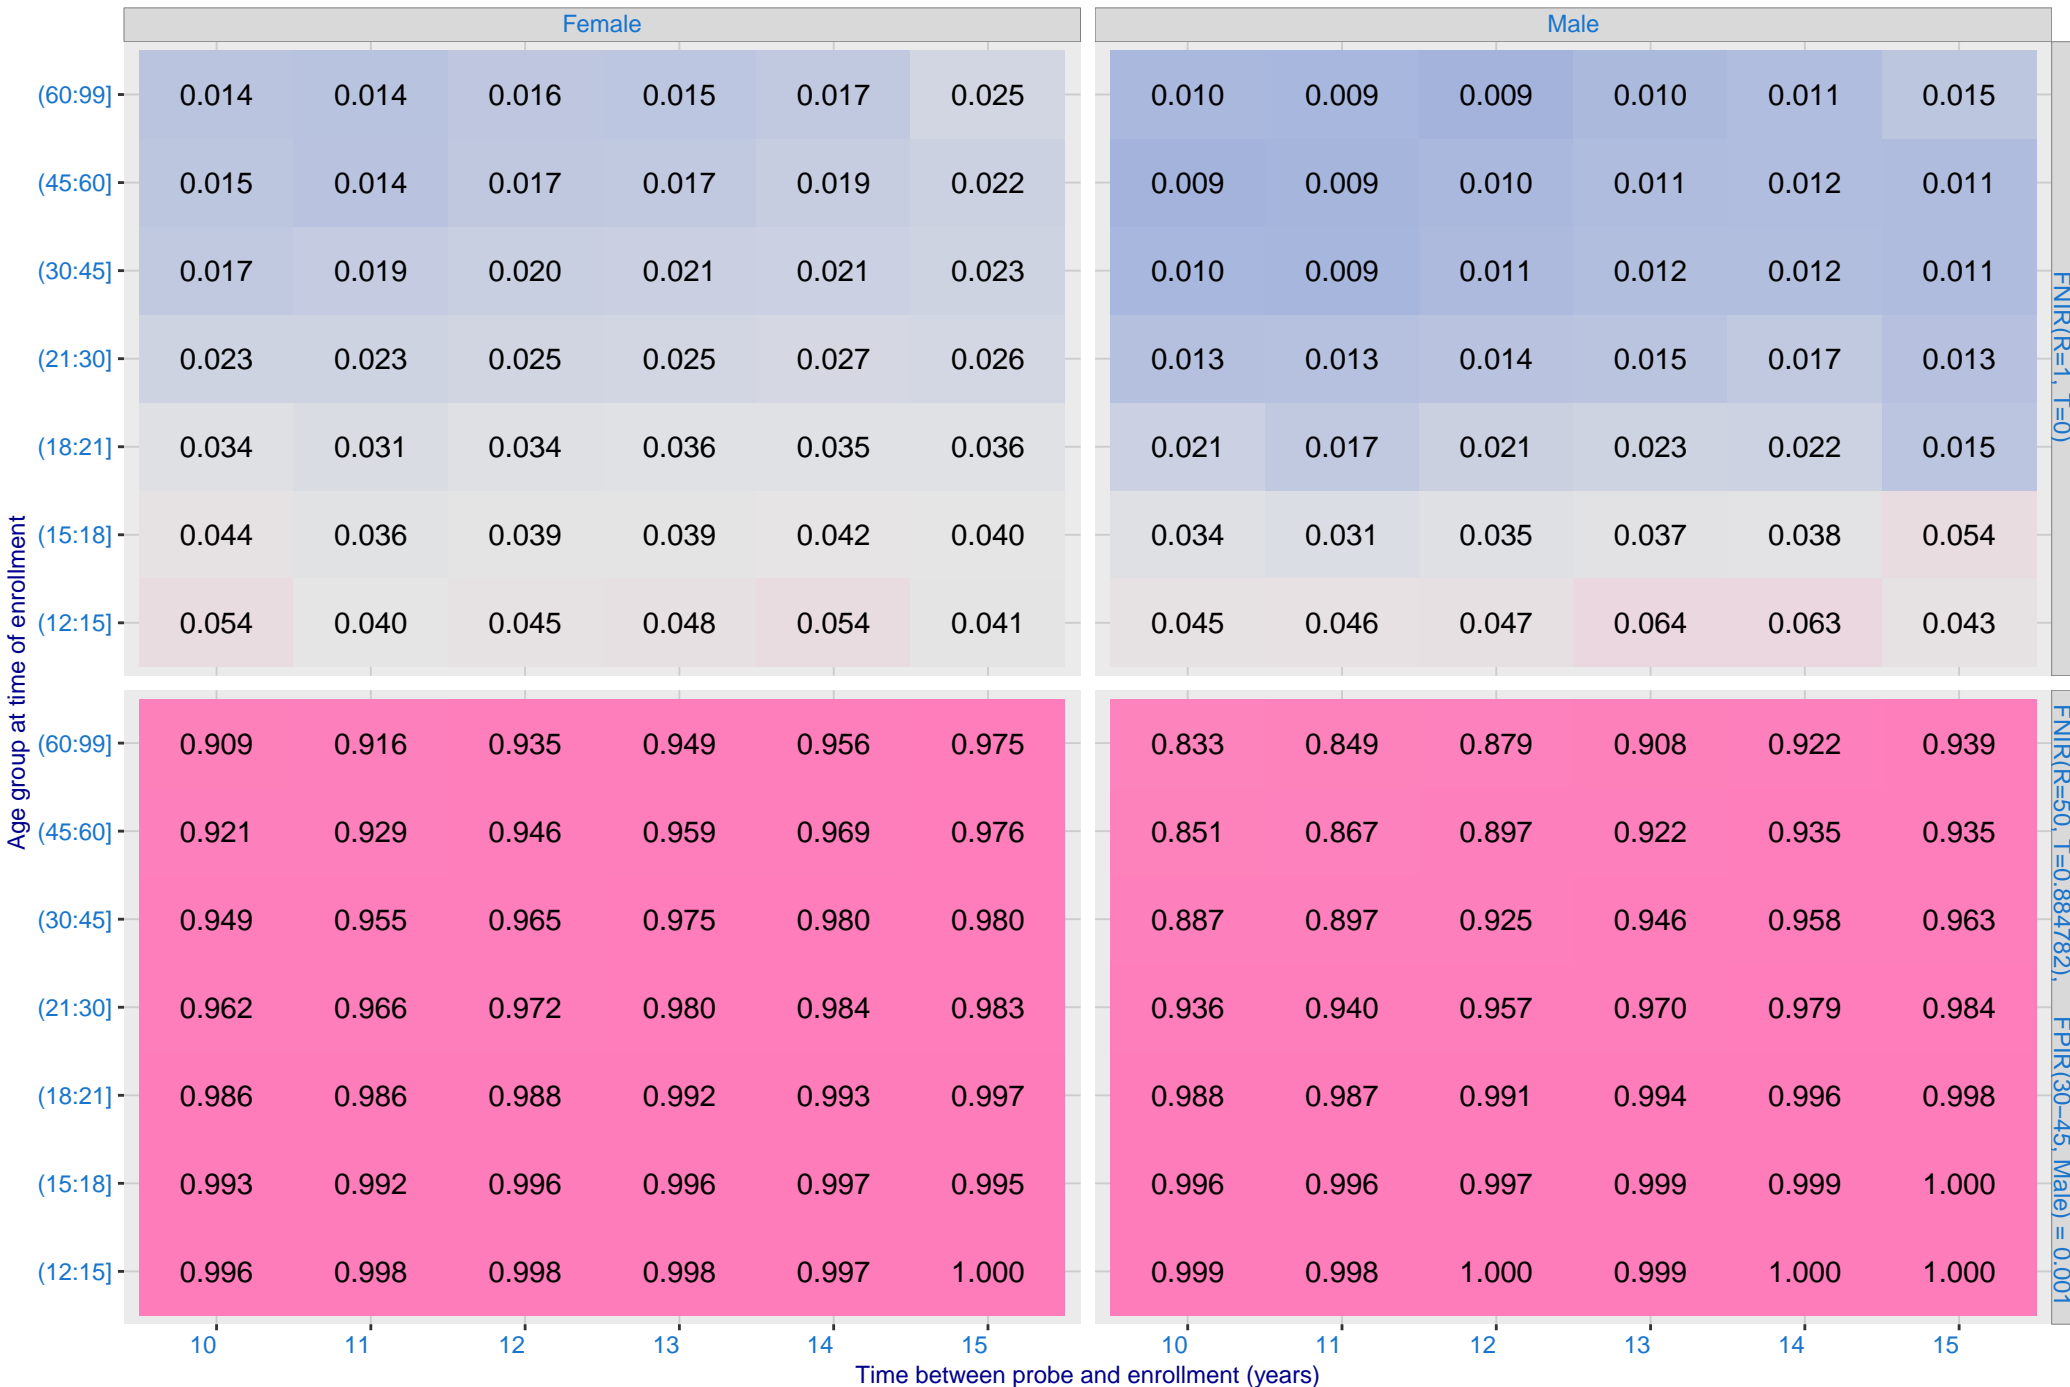 Female Male
(60:99] 0.014 0.014 0.016 0.015 0.017 0.025 0.010 0.009 0.009 0.010 0.011 0.015
(45:60] 0.015 0.014 0.017 0.017 0.019 0.022 0.009 0.009 0.010 0.011 0.012 0.011
(30:45] 0.017 0.019 0.020 0.021 0.021 0.023 0.010 0.009 0.011 0.012 0.012 0.011
(21:30] 0.023 0.023 0.025 0.025 0.027 0.026 0.013 0.013 0.014 0.015 0.017 0.013
(18:21] 0.034 0.031 0.034 0.036 0.035 0.036 0.021 0.017 0.021 0.023 0.022 0.015
(15:18] 0.044 0.036 0.039 0.039 0.042 0.040 0.034 0.031 0.035 0.037 0.038 0.054
(12:15] 0.054 0.040 0.045 0.048 0.054 0.041 0.045 0.046 0.047 0.064 0.063 0.043
FNIR(R=1, T=0)
(60:99] 0.909 0.916 0.935 0.949 0.956 0.975 0.833 0.849 0.879 0.908 0.922 0.939
(45:60] 0.921 0.929 0.946 0.959 0.969 0.976 0.851 0.867 0.897 0.922 0.935 0.935
(30:45] 0.949 0.955 0.965 0.975 0.980 0.980 0.887 0.897 0.925 0.946 0.958 0.963
(21:30] 0.962 0.966 0.972 0.980 0.984 0.983 0.936 0.940 0.957 0.970 0.979 0.984
(18:21] 0.986 0.986 0.988 0.992 0.993 0.997 0.988 0.987 0.991 0.994 0.996 0.998
(15:18] 0.993 0.992 0.996 0.996 0.997 0.995 0.996 0.996 0.997 0.999 0.999 1.000
(12:15] 0.996 0.998 0.998 0.998 0.997 1.000 0.999 0.998 1.000 0.999 1.000 1.000
FNIR(R=50, T=0.884782), FPIR(30−45, Male) = 0.001
10 11 12 13 14 15 10 11 12 13 14 15
Time between probe and enrollment (years)
Age group at time of enrollment